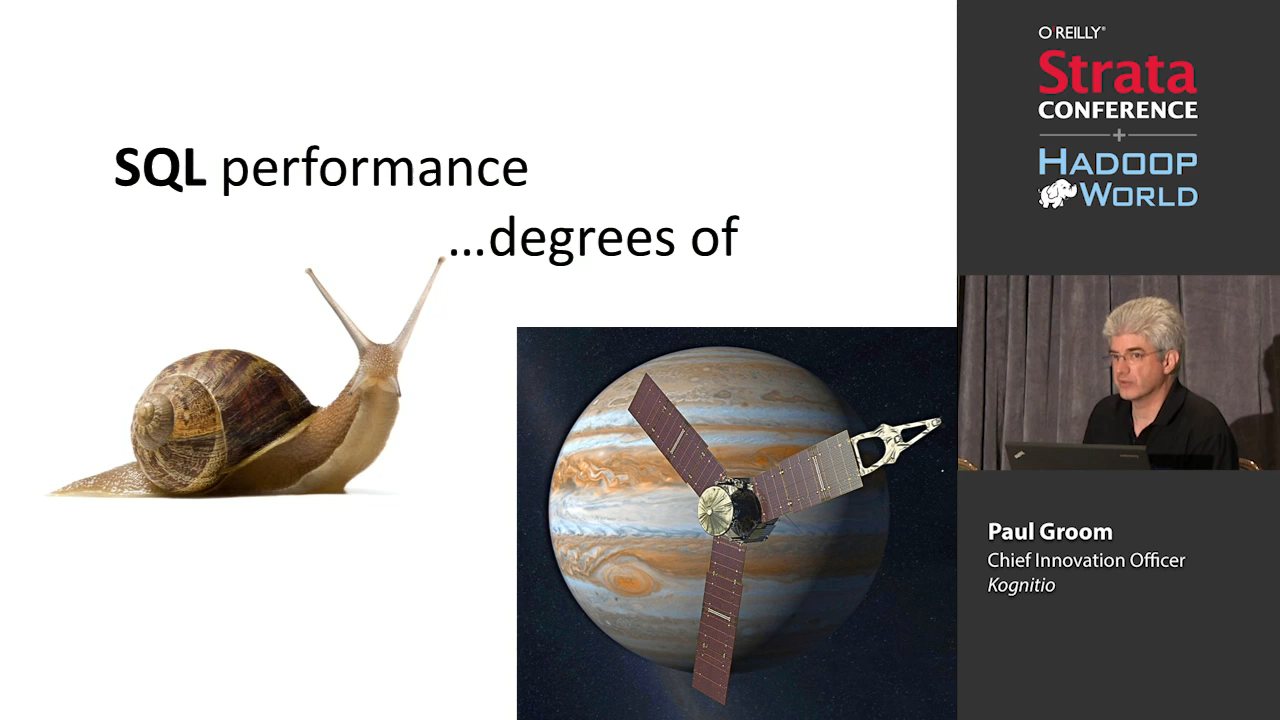 SQL performance
...degrees of
O'REILLY®
Strata
CONFERENCE
+
HADOOP
WORLD
Paul Groom
Chief Innovation Officer
Kognitio